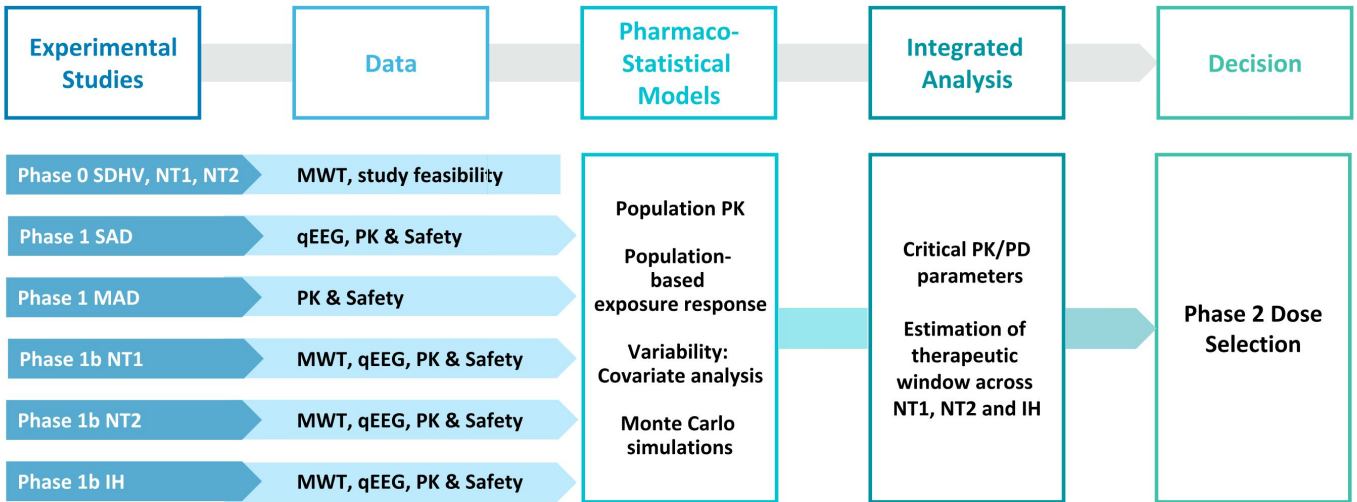 Experimental
Studies
Data
Pharmaco-
Statistical
Models
Integrated
Analysis
Decision
Phase 0 SDHV, NT1, NT2
MWT, study feasibility
Phase 1 SAD
qEEG, PK & Safety
Phase 1 MAD
PK & Safety
Phase 1b NT1
MWT, qEEG, PK & Safety
Phase 1b NT2
MWT, qEEG, PK & Safety
Phase 1b IH
MWT, qEEG, PK & Safety
Population PK
Population-
based
exposure response
Variability:
Covariate analysis
Monte Carlo
simulations
Critical PK/PD
parameters
Estimation of
therapeutic
window across
NT1, NT2 and IH
Phase 2 Dose
Selection